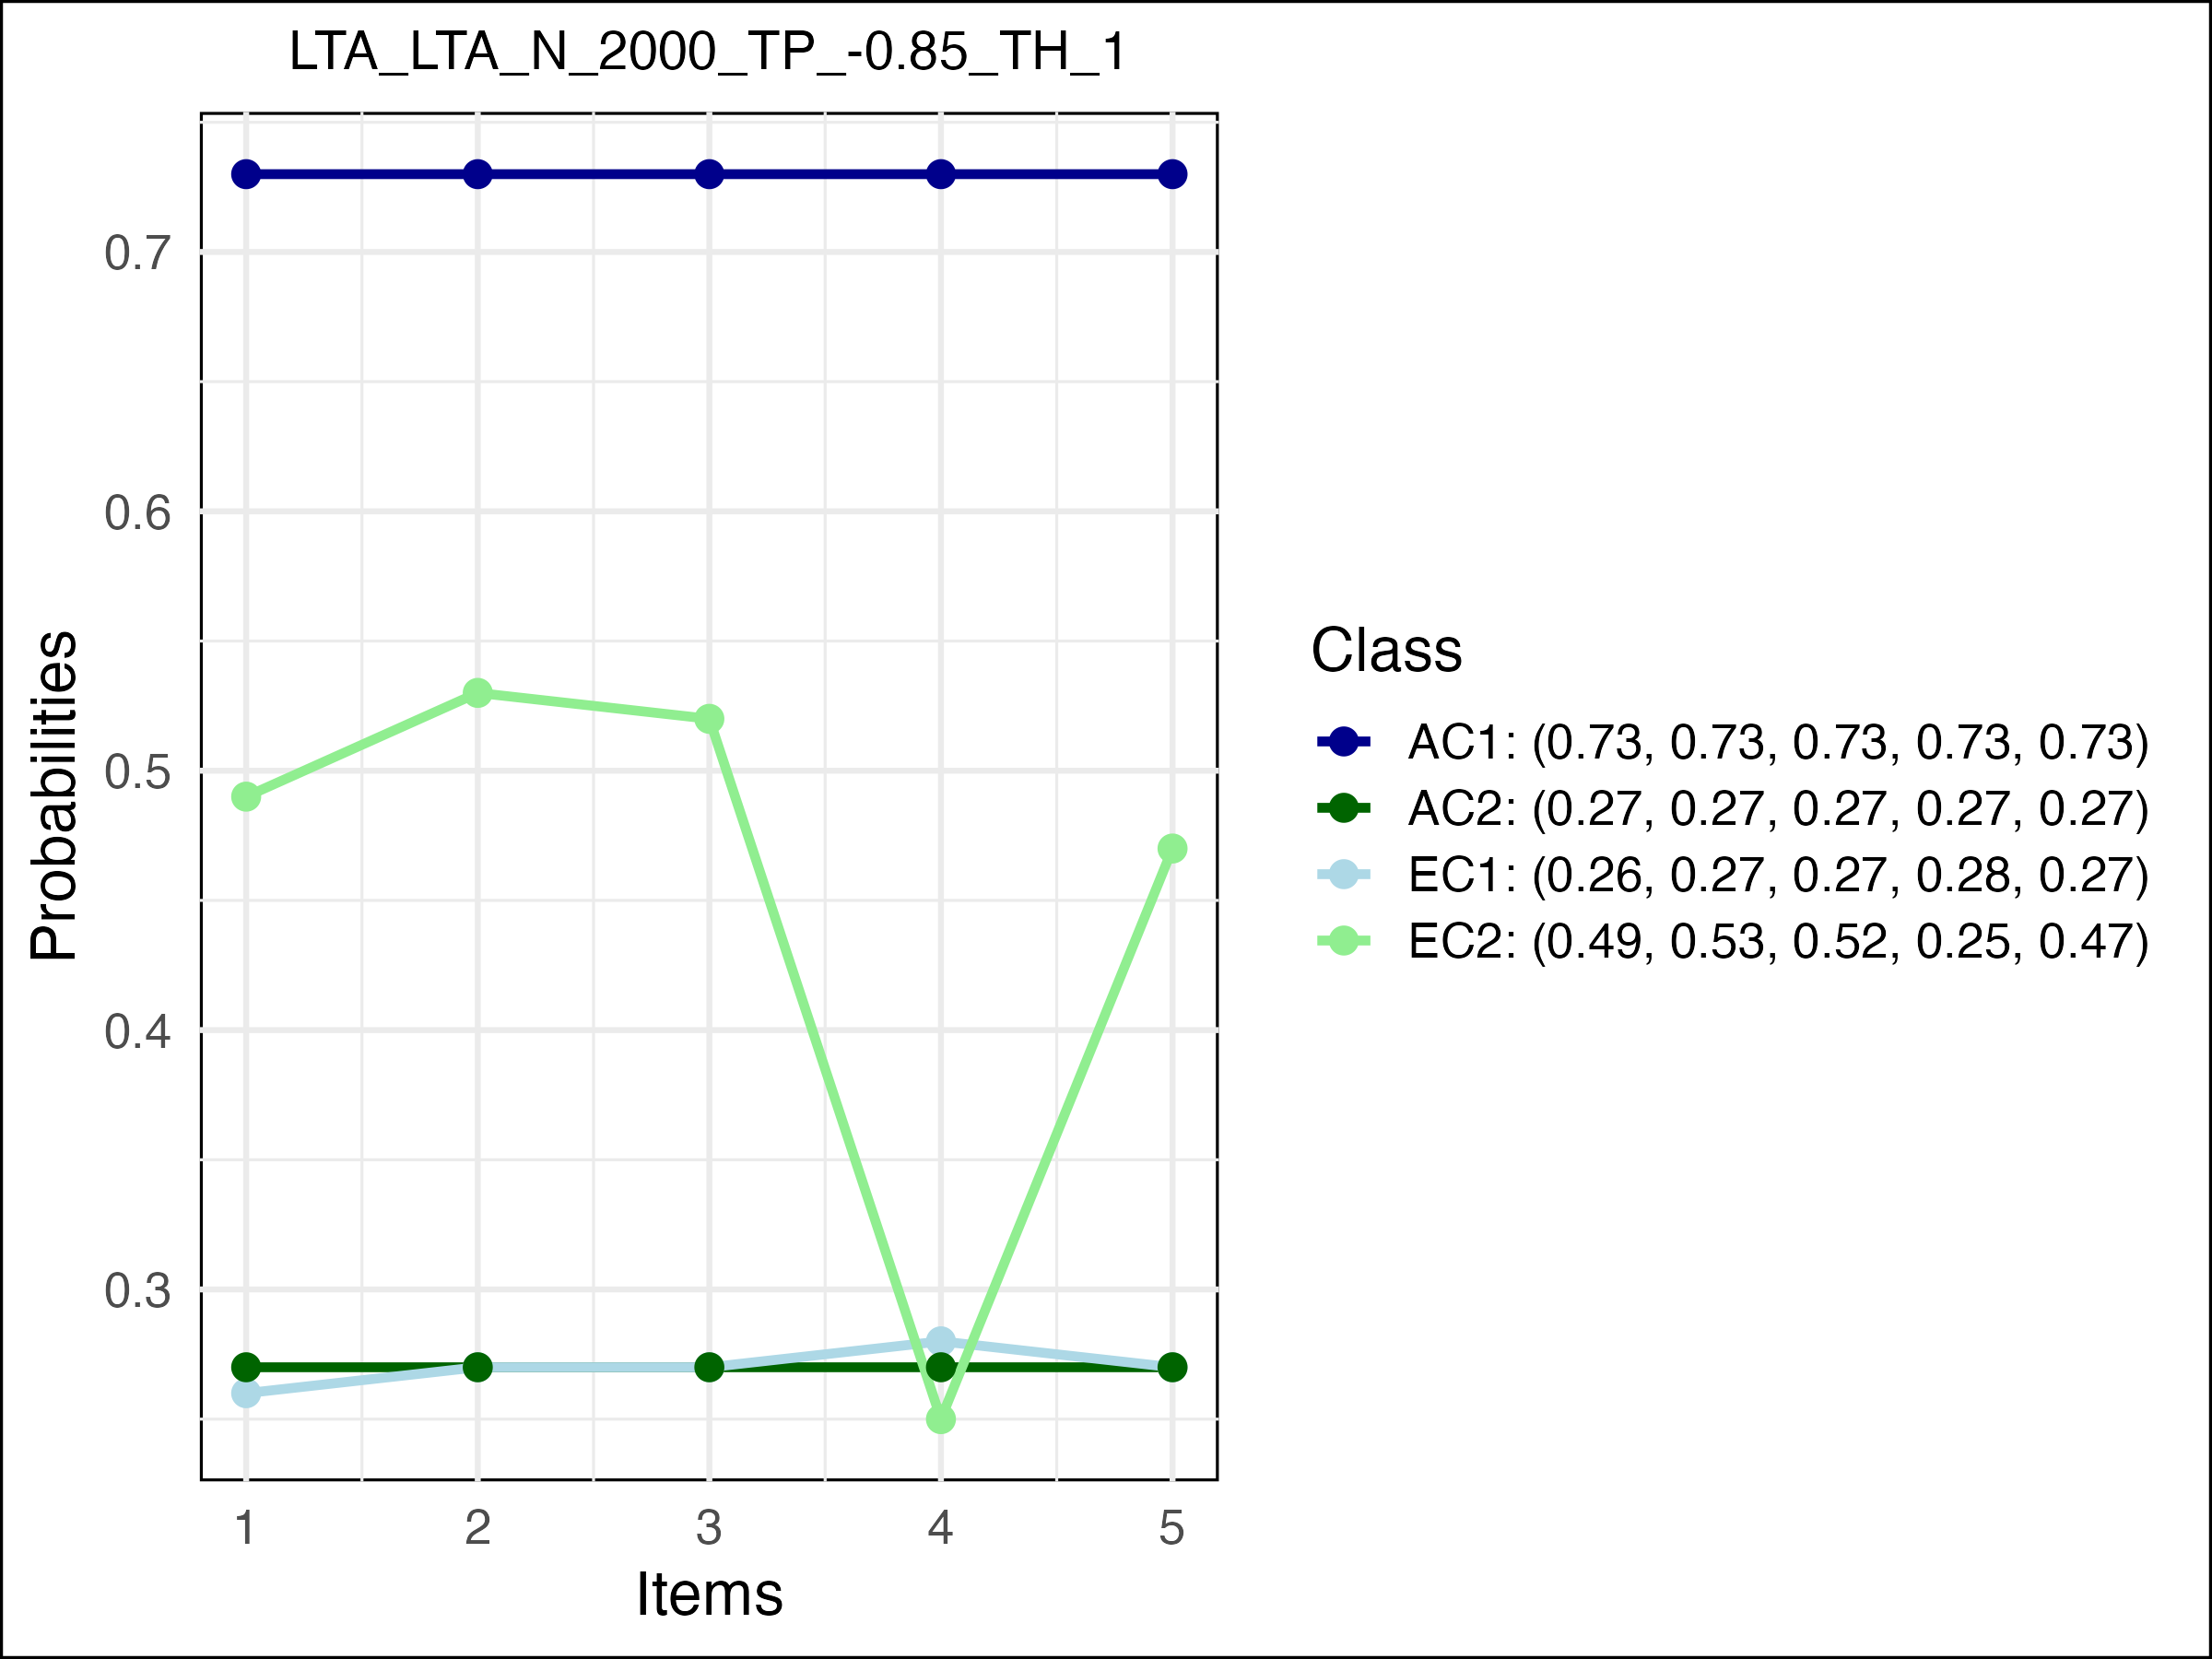 LTA_LTA_N_2000_TP_-0.85_TH_1
0.7
0.6
0.5
0.4
0.3
Probabilities
1 2 3 4 5
Items
Class
AC1: (0.73, 0.73, 0.73, 0.73, 0.73)
AC2: (0.27, 0.27, 0.27, 0.27, 0.27)
EC1: (0.26, 0.27, 0.27, 0.28, 0.27)
EC2: (0.49, 0.53, 0.52, 0.25, 0.47)